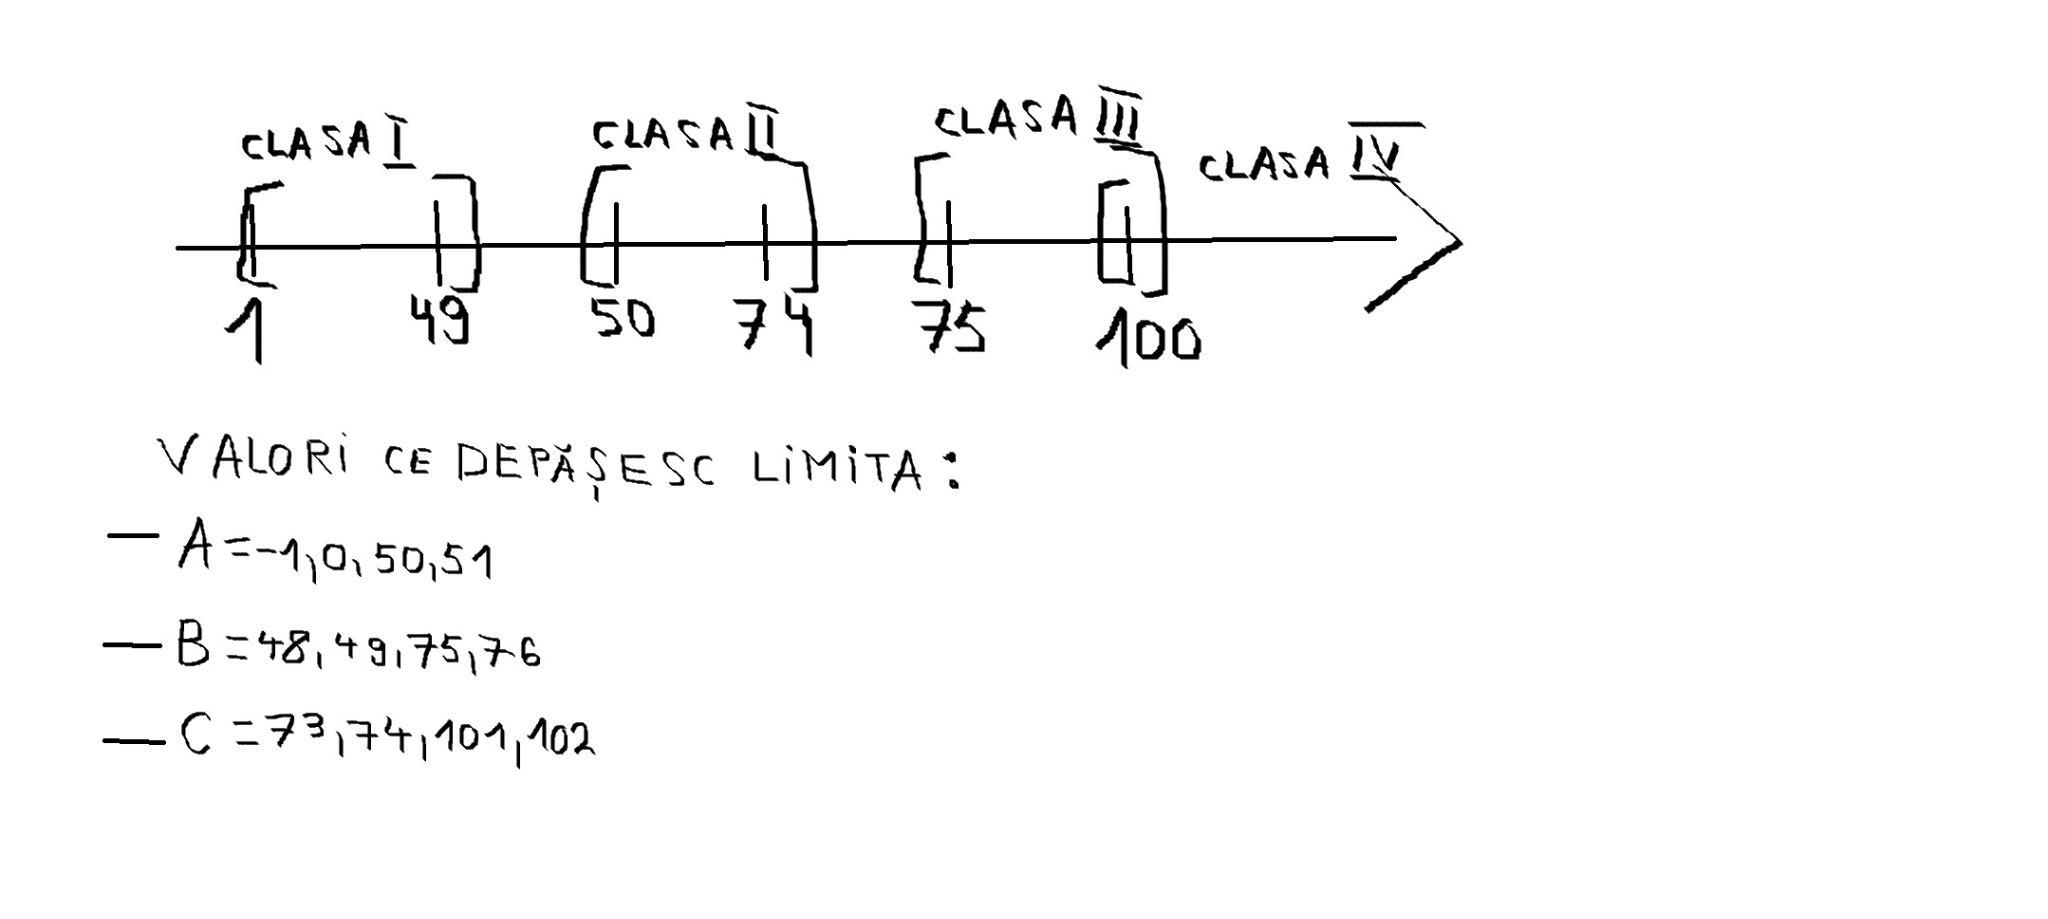 CLASA I CLASA II CLASA III CLASA IV
1 49 50 74 75 100
VALORI CE DEPĂȘESC LIMITA:
— A=-1,0,50,51
— B=48,49,75,76
— C=73,74,101,102